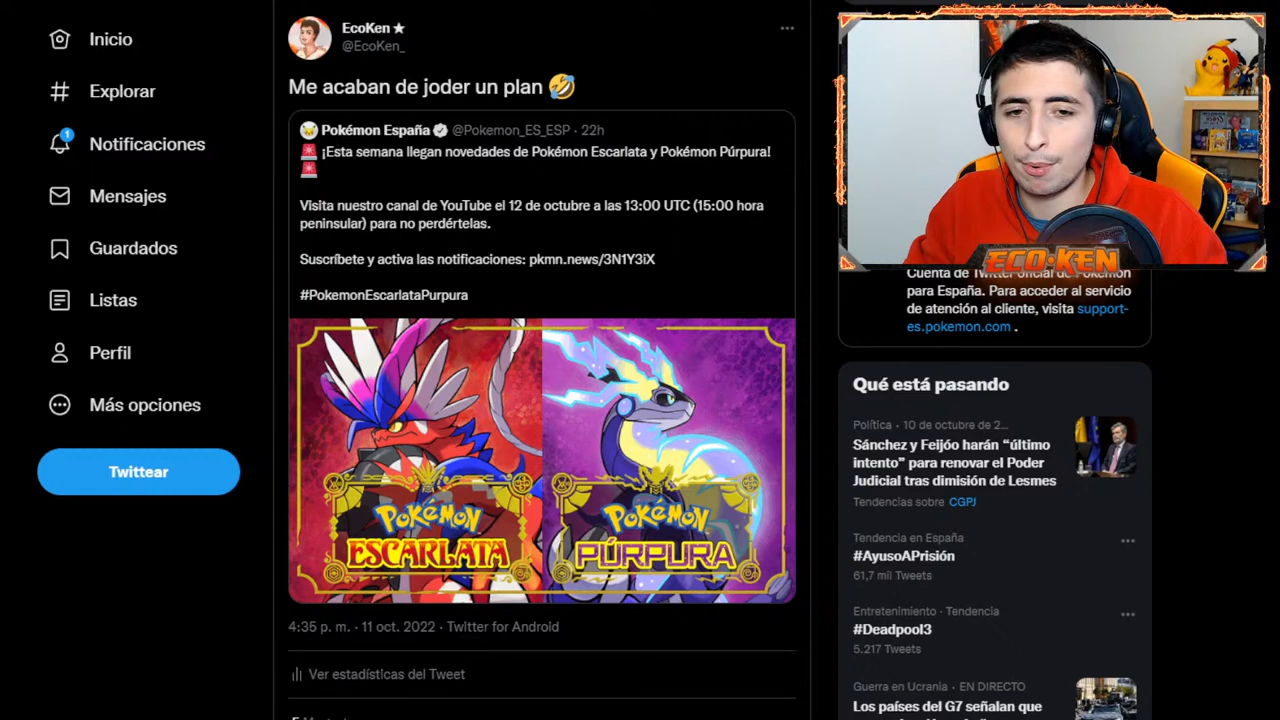 Inicio
Explorar
1
Notificaciones
Mensajes
Guardados
Listas
Perfil
Más opciones
Twittear
EcoKen ★
@EcoKen_
Me acaban de joder un plan 🤣
Pokémon España @Pokemon_ES_ESP · 22h
🚨 ¡Esta semana llegan novedades de Pokémon Escarlata y Pokémon Púrpura!
🚨
Visita nuestro canal de YouTube el 12 de octubre a las 13:00 UTC (15:00 hora
peninsular) para no perdértelas.
Suscríbete y activa las notificaciones: pkmn.news/3N1Y3iX
#PokemonEscarlataPurpura
POKÉMON
ESCARLATA
POKÉMON
PÚRPURA
4:35 p. m. · 11 oct. 2022 · Twitter for Android
Ver estadísticas del Tweet
ECO·KEN
Cuenta de Twitter oficial de Pokémon
para España. Para acceder al servicio
de atención al cliente, visita support-
es.pokemon.com .
Qué está pasando
Política · 10 de octubre de 2...
Sánchez y Feijóo harán “último
intento” para renovar el Poder
Judicial tras dimisión de Lesmes
Tendencias sobre CGPJ
Tendencia en España
#AyusoAPrisión
61,7 mil Tweets
Entretenimiento · Tendencia
#Deadpool3
5.217 Tweets
Guerra en Ucrania · EN DIRECTO
Los países del G7 señalan que